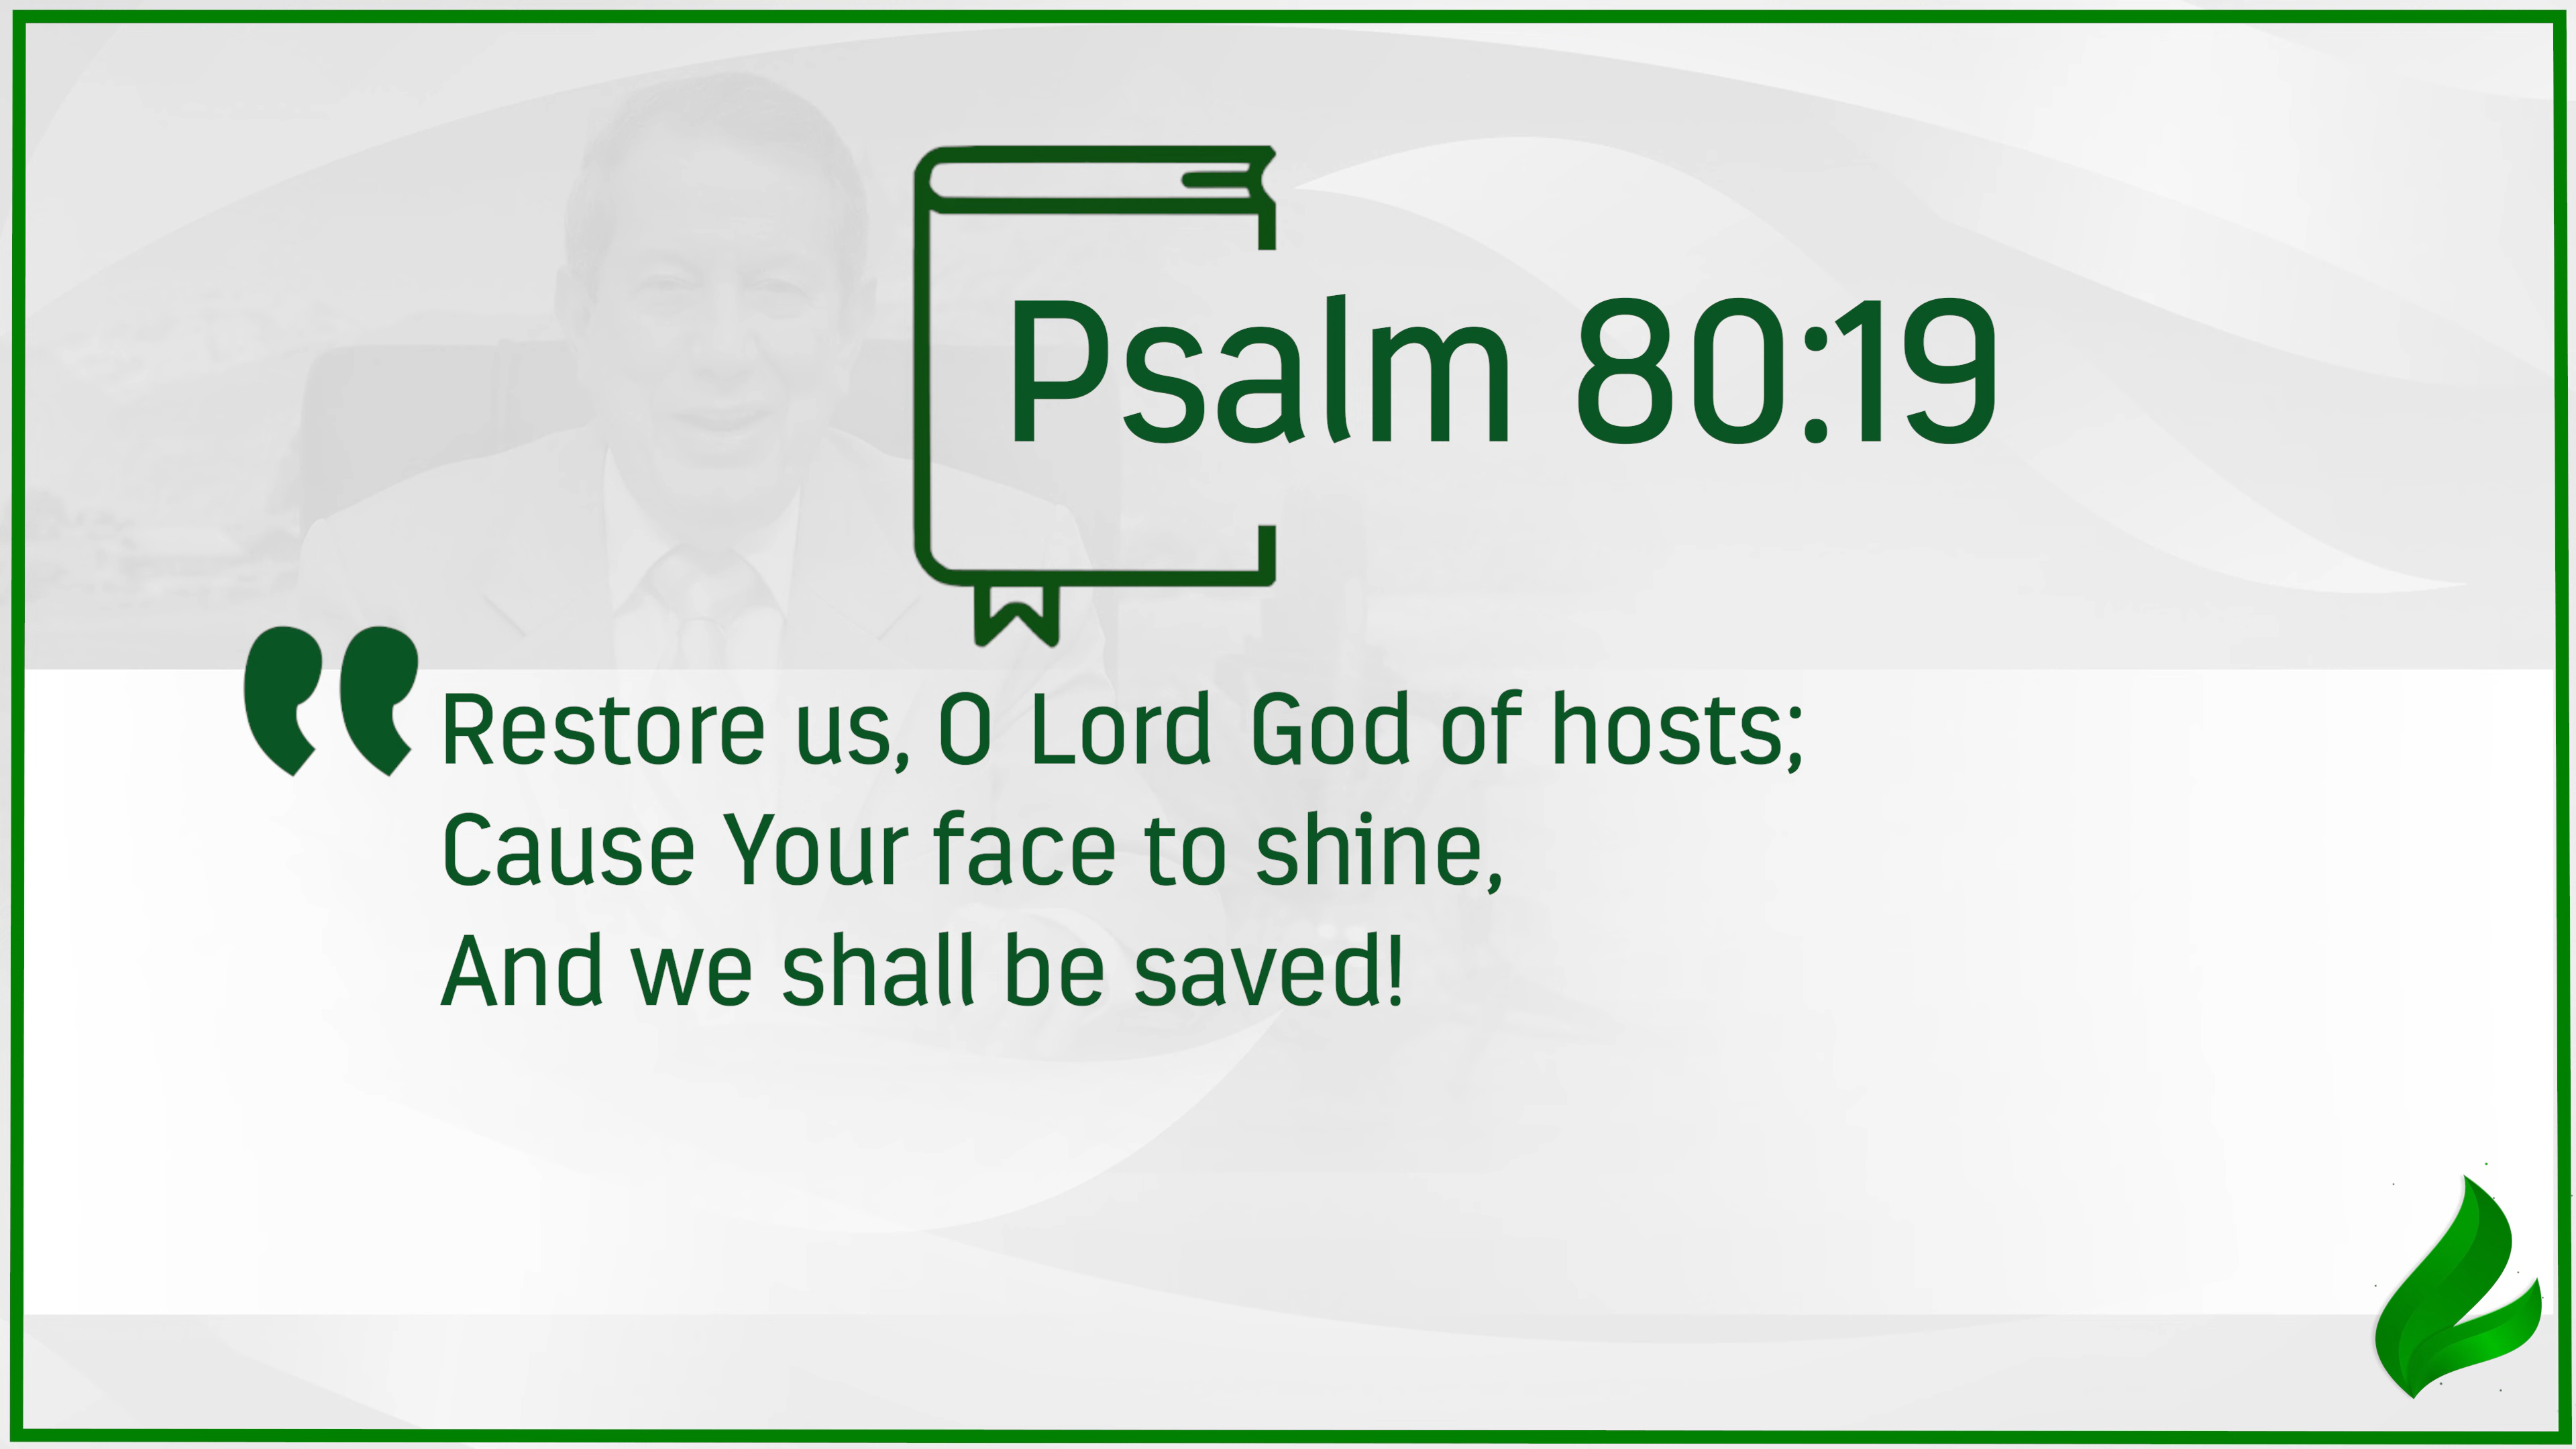 Psalm 80:19
Restore us, O Lord God of hosts;
Cause Your face to shine,
And we shall be saved!